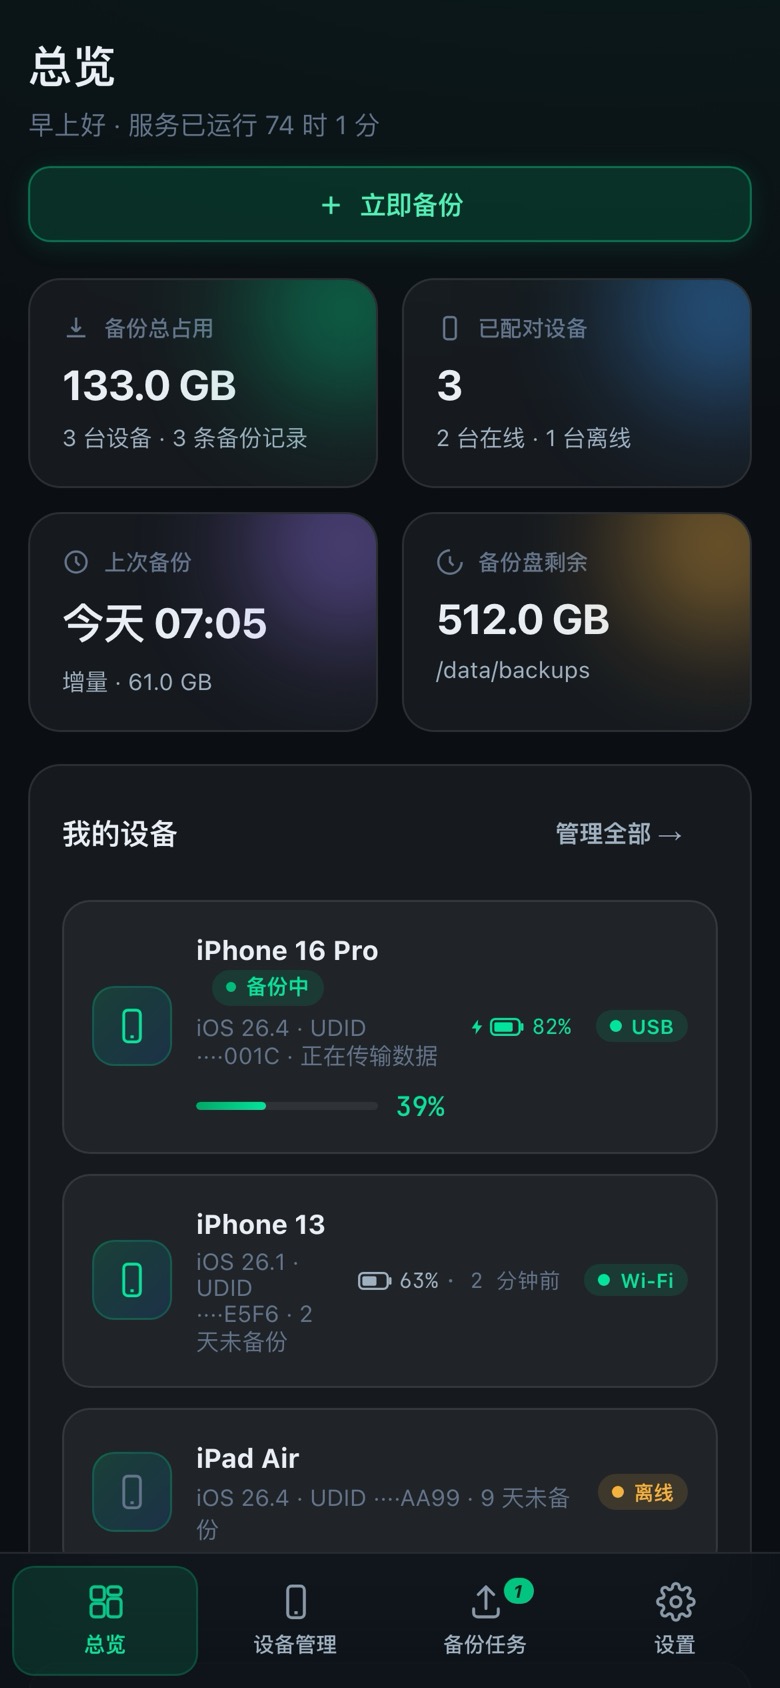 总览
早上好 · 服务已运行 74 时 1 分
+ 立即备份
备份总占用
133.0 GB
3 台设备 · 3 条备份记录
已配对设备
3
2 台在线 · 1 台离线
上次备份
今天 07:05
增量 · 61.0 GB
备份盘剩余
512.0 GB
/data/backups
我的设备
管理全部 →
iPhone 16 Pro
备份中
iOS 26.4 · UDID
····001C · 正在传输数据
39%
82%
USB
iPhone 13
iOS 26.1 ·
UDID
····E5F6 · 2
天未备份
63% · 2 分钟前
Wi-Fi
iPad Air
iOS 26.4 · UDID ····AA99 · 9 天未备
份
离线
总览
设备管理
1
备份任务
设置